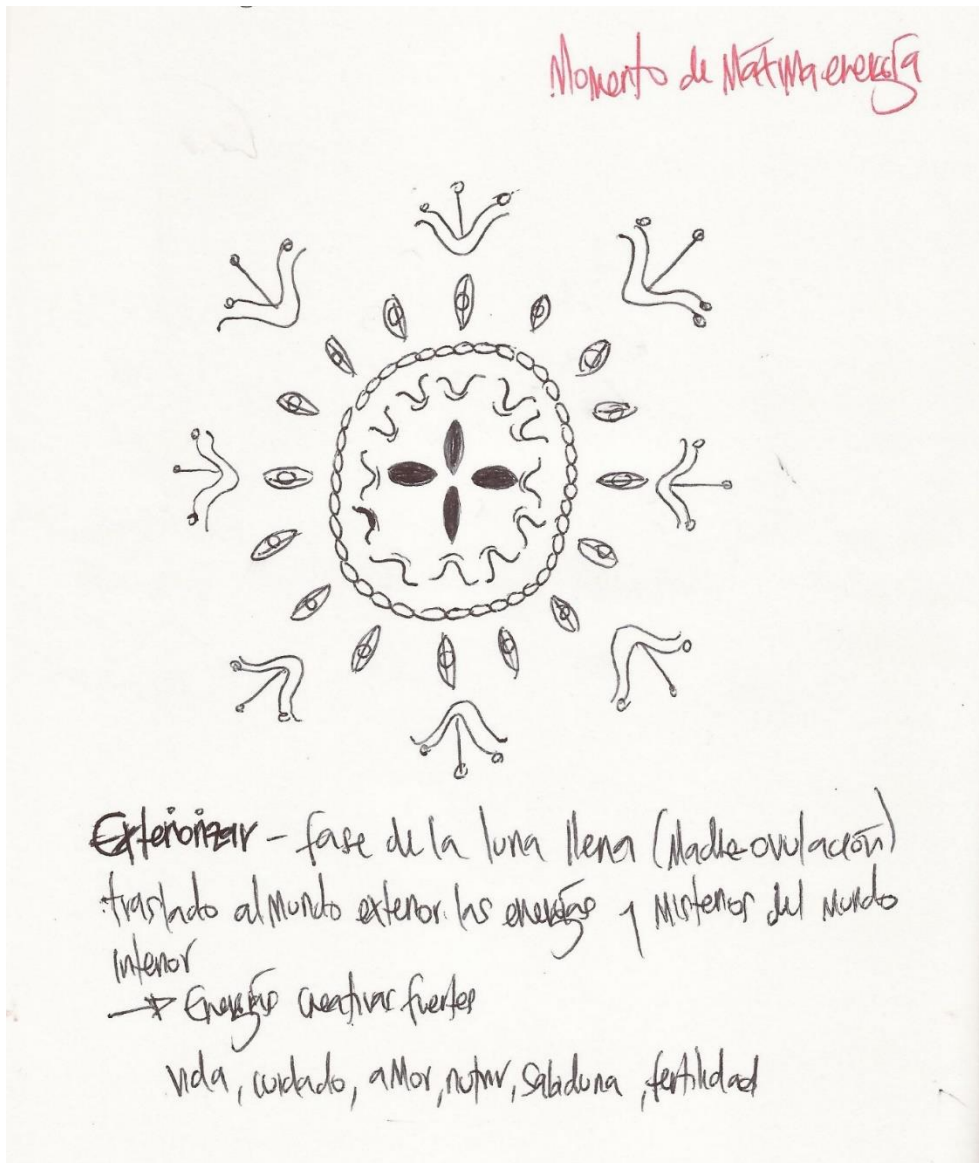 Momento de Máxima energía
Exteriorizar - fase de la luna llena (Madre-ovulación)
traslado al mundo exterior las energías y Misterios del Mundo
interior
→ Energías creativas fuertes
vida, cuidado, amor, nutrir, Sabiduria, fertilidad